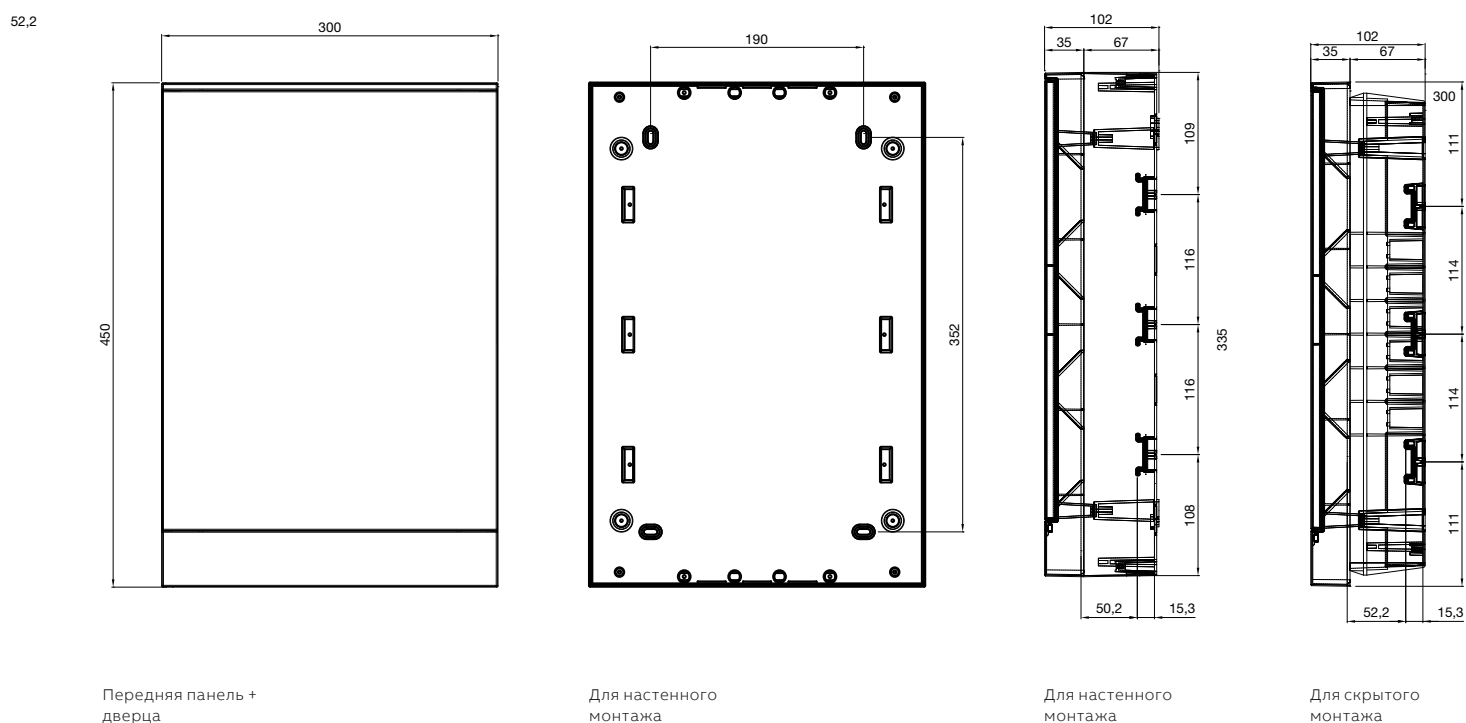 52,2
300
450
190
352
102
35 67
109
116
116
108
335
50,2 15,3
102
35 67
300
111
114
114
111
52,2 15,3
Передняя панель +
дверца
Для настенного
монтажа
Для настенного
монтажа
Для скрытого
монтажа